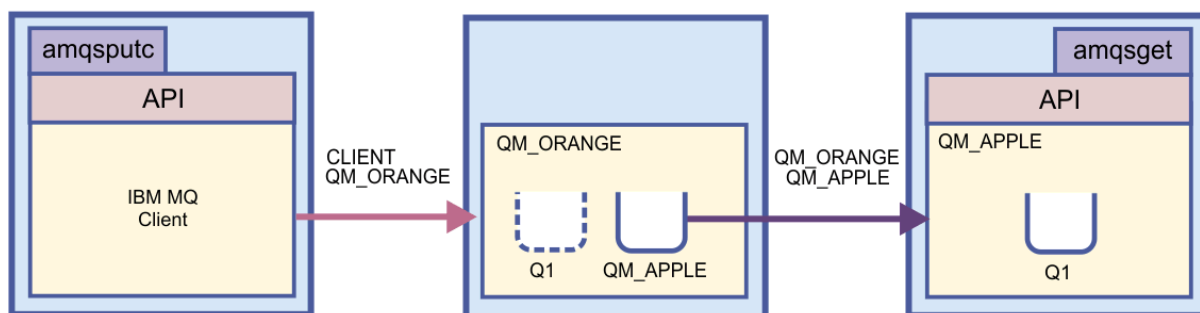 amqsputc
API
IBM MQ
Client
CLIENT
QM_ORANGE
QM_ORANGE
Q1
QM_APPLE
QM_ORANGE
QM_APPLE
amqsget
API
QM_APPLE
Q1